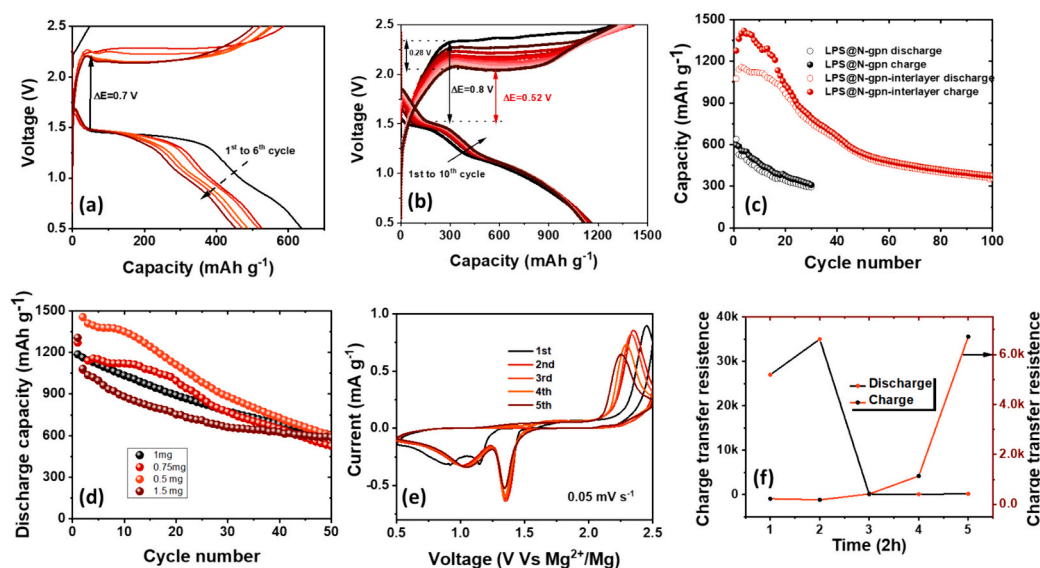 2.5
2.0
1.5
1.0
0.5
Voltage (V)
ΔE=0.7 V
1st to 6th cycle
(a)
0 200 400 600
Capacity (mAh g-1)
2.5
2.0
1.5
1.0
0.5
Voltage (V)
0.28 V
ΔE=0.8 V
ΔE=0.52 V
1st to 10th cycle
(b)
0 300 600 900 1200 1500
Capacity (mAh g-1)
1500
1200
900
600
300
0
Capacity (mAh g-1)
LPS@N-gpn discharge
LPS@N-gpn charge
LPS@N-gpn-interlayer discharge
LPS@N-gpn-interlayer charge
(c)
0 20 40 60 80 100
Cycle number
1500
1200
900
600
300
0
Discharge capacity (mAh g-1)
1mg
0.75mg
0.5 mg
1.5 mg
(d)
0 10 20 30 40 50
Cycle number
1.0
0.5
0.0
-0.5
Current (mA g-1)
1st
2nd
3rd
4th
5th
(e)
0.05 mV s-1
1.0 1.5 2.0 2.5
Voltage (V Vs Mg2+/Mg)
40k
30k
20k
10k
0
Charge transfer resistence
Discharge
Charge
(f)
1 2 3 4 5
Time (2h)
6.0k
4.0k
2.0k
0.0
Charge transfer resistence